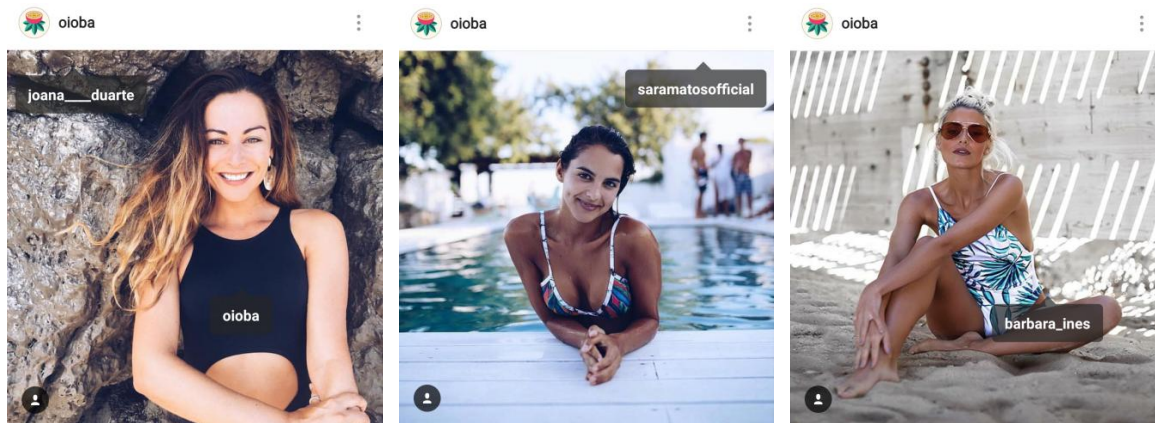 oioba
joana___duarte
oioba
oioba
saramatosofficial
oioba
barbara_ines